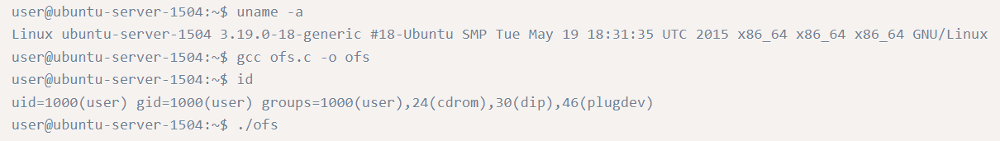 user@ubuntu-server-1504:~$ uname -a
Linux ubuntu-server-1504 3.19.0-18-generic #18-Ubuntu SMP Tue May 19 18:31:35 UTC 2015 x86_64 x86_64 x86_64 GNU/Linux
user@ubuntu-server-1504:~$ gcc ofs.c -o ofs
user@ubuntu-server-1504:~$ id
uid=1000(user) gid=1000(user) groups=1000(user),24(cdrom),30(dip),46(plugdev)
user@ubuntu-server-1504:~$ ./ofs